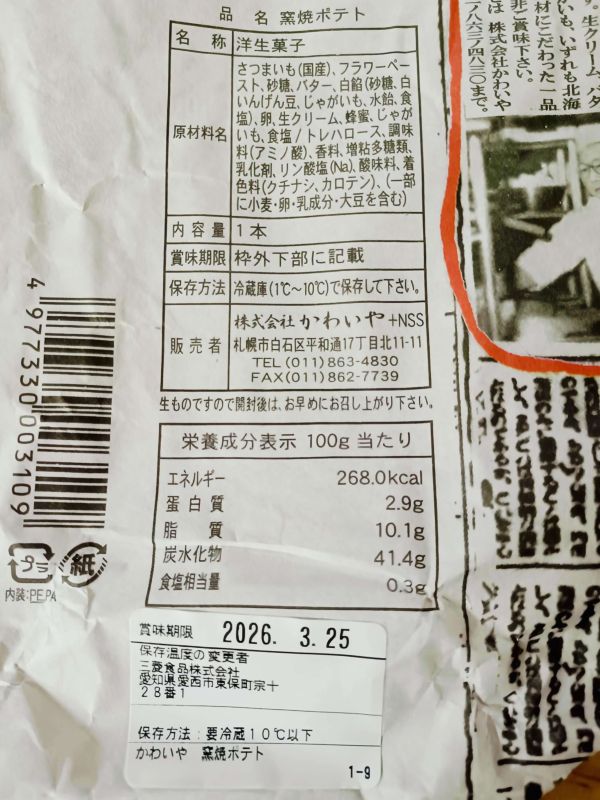 品 名 窯焼ポテト
名 称 洋生菓子
原材料名
さつまいも(国産)、フラワーペー
スト、砂糖、バター、白餡(砂糖、白
いんげん豆、じゃがいも、水飴、食
塩)、卵、生クリーム、蜂蜜、じゃが
いも、食塩/トレハロース、調味
料(アミノ酸)、香料、増粘多糖類、
乳化剤、リン酸塩(Na)、酸味料、着
色料(クチナシ、カロテン)、(一部
に小麦・卵・乳成分・大豆を含む)
内容量 1本
賞味期限 枠外下部に記載
保存方法 冷蔵庫(1℃〜10℃)で保存して下さい。
販売者
株式会社かわいや+NSS
札幌市白石区平和通17丁目北11-11
TEL(011)863-4830
FAX(011)862-7739
生ものですので開封後は、お早めにお召し上がり下さい。
栄養成分表示 100g当たり
エネルギー 268.0kcal
蛋白質 2.9g
脂質 10.1g
炭水化物 41.4g
食塩相当量 0.3g
4977330003109
プラ
紙
内装:PE,PA
賞味期限 2026. 3.25
保存温度の変更者
三菱食品株式会社
愛知県愛西市東保町宗十
28番1
保存方法:要冷蔵10℃以下
かわいや 窯焼ポテト
1-9
生クリーム、バタ
いも、いずれも北海
材にこだわった一品
非ご賞味下さい。
は 株式会社かわいや
一/八六三/四八三〇まで。